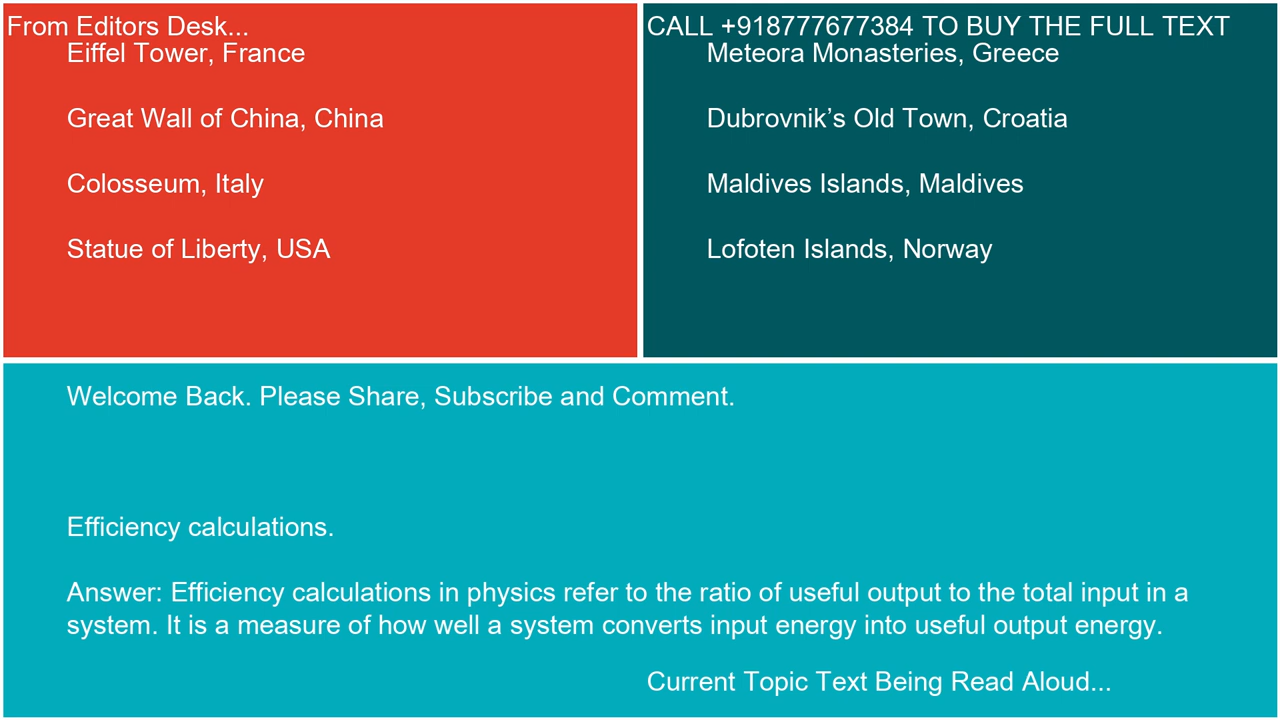 From Editors Desk...
Eiffel Tower, France
Great Wall of China, China
Colosseum, Italy
Statue of Liberty, USA
CALL +918777677384 TO BUY THE FULL TEXT
Meteora Monasteries, Greece
Dubrovnik’s Old Town, Croatia
Maldives Islands, Maldives
Lofoten Islands, Norway
Welcome Back. Please Share, Subscribe and Comment.
Efficiency calculations.
Answer: Efficiency calculations in physics refer to the ratio of useful output to the total input in a
system. It is a measure of how well a system converts input energy into useful output energy.
Current Topic Text Being Read Aloud...